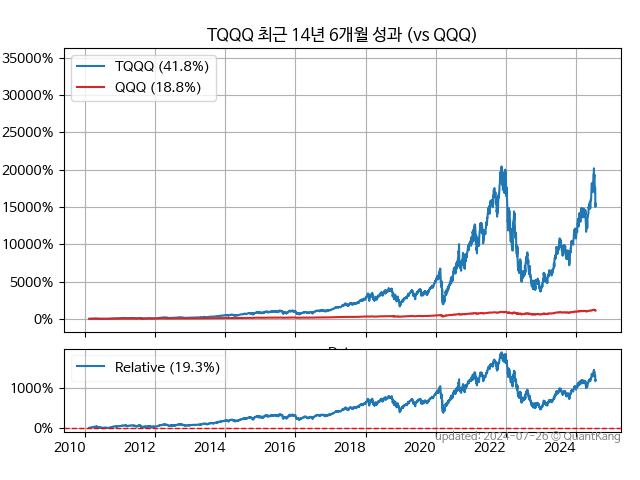 TQQQ 최근 14년 6개월 성과 (vs QQQ)
35000%
30000%
25000%
20000%
15000%
10000%
5000%
0%
TQQQ (41.8%)
QQQ (18.8%)
Relative (19.3%)
1000%
0%
2010 2012 2014 2016 2018 2020 2022 2024
updated: 2024-07-26 © QuantKang